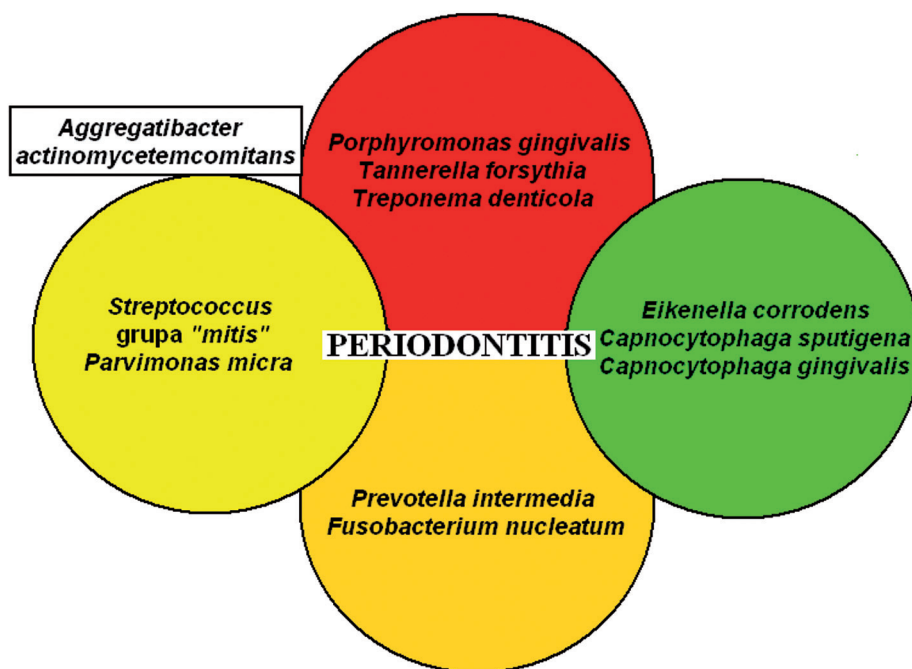 Aggregatibacter
actinomycetemcomitans
Porphyromonas gingivalis
Tannerella forsythia
Treponema denticola
Streptococcus
grupa "mitis"
Parvimonas micra
PERIODONTITIS
Eikenella corrodens
Capnocytophaga sputigena
Capnocytophaga gingivalis
Prevotella intermedia
Fusobacterium nucleatum